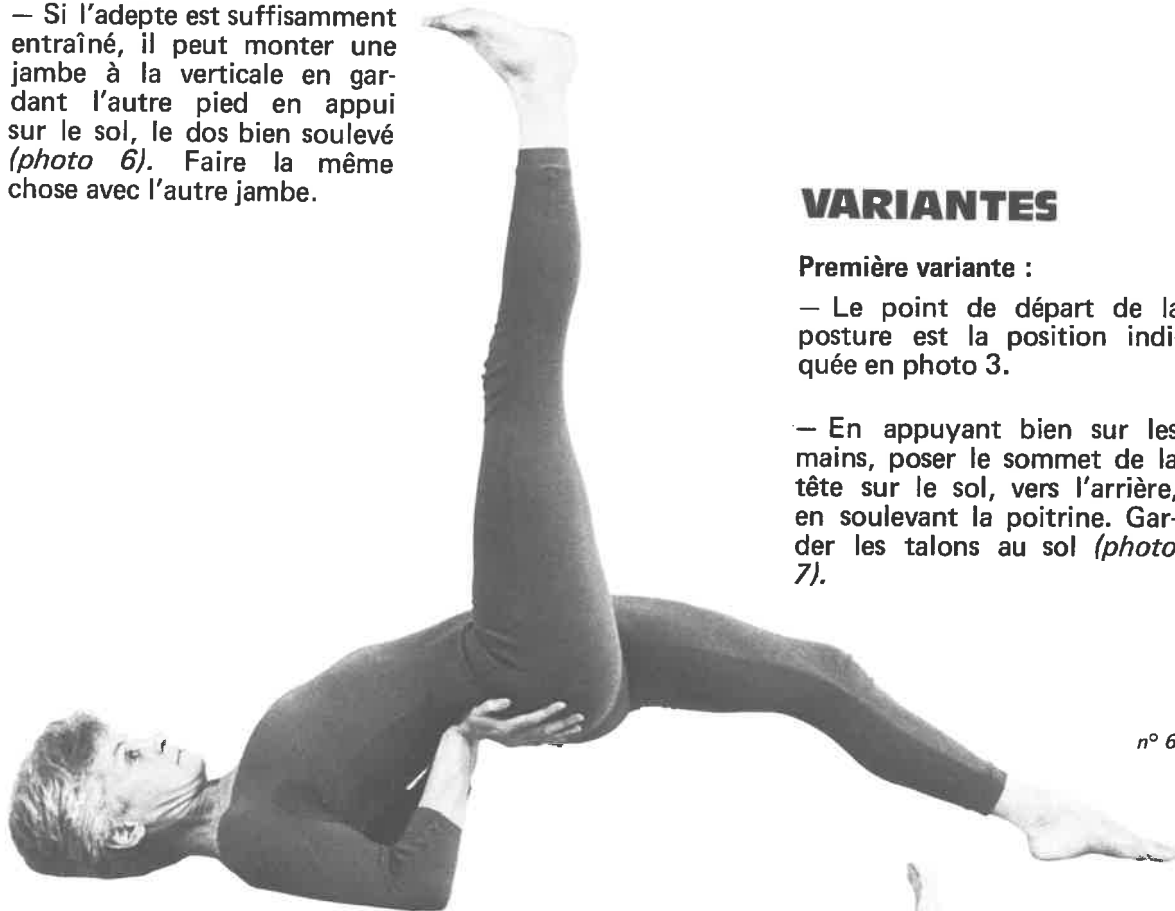 — Si l'adepte est suffisamment
entraîné, il peut monter une
jambe à la verticale en gar-
dant l'autre pied en appui
sur le sol, le dos bien soulevé
(photo 6). Faire la même
chose avec l'autre jambe.
VARIANTES
Première variante :
— Le point de départ de la
posture est la position indi-
quée en photo 3.
— En appuyant bien sur les
mains, poser le sommet de la
tête sur le sol, vers l'arrière,
en soulevant la poitrine. Gar-
der les talons au sol (photo
7).
n° 6